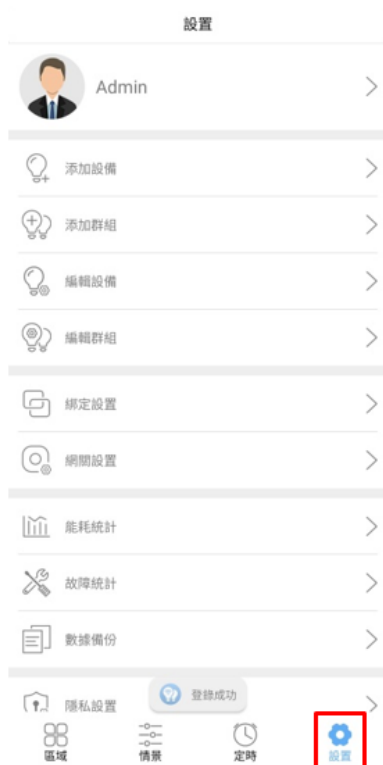 設置
Admin
添加設備
添加群組
編輯設備
編輯群組
綁定設置
網關設置
能耗統計
故障統計
數據備份
隱私設置
登錄成功
區域
情景
定時
設置